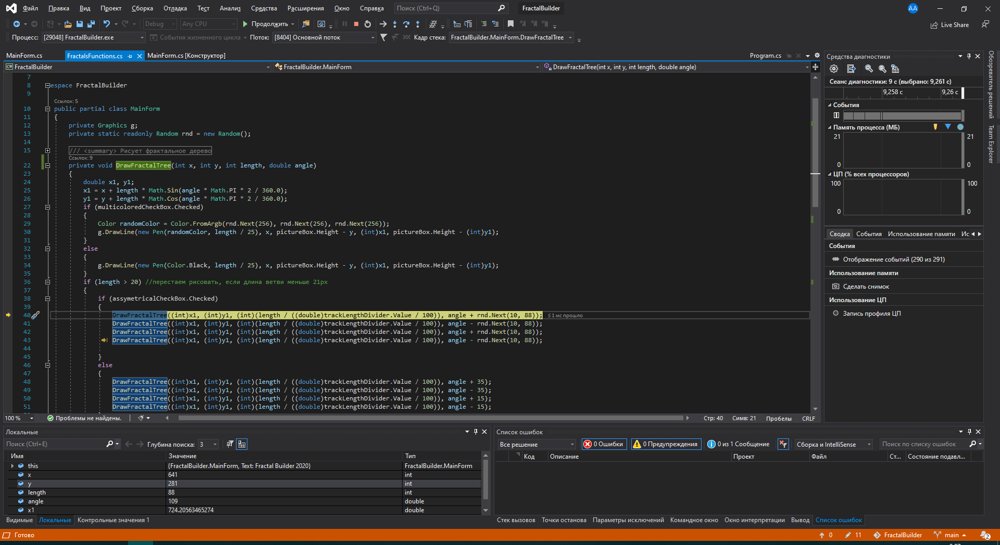 Файл Правка Вид Проект Сборка Отладка Тест Анализ Средства Расширения Окно Справка Поиск (Ctrl+Q) FractalBuilder AA
Debug Any CPU Продолжить Live Share
Процесс: [29048] FractalBuilder.exe События жизненного цикла Поток: [8404] Основной поток Кадр стека: FractalBuilder.MainForm.DrawFractalTree
MainForm.cs FractalsFunctions.cs MainForm.cs [Конструктор] Program.cs
FractalBuilder FractalBuilder.MainForm DrawFractalTree(int x, int y, int length, double angle)
7
8 espace FractalBuilder
9
Ссылок: 5
10 public partial class MainForm
11 {
12 private Graphics g;
13 private static readonly Random rnd = new Random();
14
15 /// <summary> Рисует фрактальное дерево
Ссылок: 9
22 private void DrawFractalTree(int x, int y, int length, double angle)
23 {
24 double x1, y1;
25 x1 = x + length * Math.Sin(angle * Math.PI * 2 / 360.0);
26 y1 = y + length * Math.Cos(angle * Math.PI * 2 / 360.0);
27 if (multicoloredCheckBox.Checked)
28 {
29 Color randomColor = Color.FromArgb(rnd.Next(256), rnd.Next(256), rnd.Next(256));
30 g.DrawLine(new Pen(randomColor, length / 25), x, pictureBox.Height - y, (int)x1, pictureBox.Height - (int)y1);
31 }
32 else
33 {
34 g.DrawLine(new Pen(Color.Black, length / 25), x, pictureBox.Height - y, (int)x1, pictureBox.Height - (int)y1);
35 }
36 if (length > 20) //перестаем рисовать, если длина ветви меньше 21px
37 {
38 if (assymetricalCheckBox.Checked)
39 {
40 DrawFractalTree((int)x1, (int)y1, (int)(length / ((double)trackLengthDivider.Value / 100)), angle + rnd.Next(10, 88)); ≤1 мс прошло
41 DrawFractalTree((int)x1, (int)y1, (int)(length / ((double)trackLengthDivider.Value / 100)), angle - rnd.Next(10, 88));
42 DrawFractalTree((int)x1, (int)y1, (int)(length / ((double)trackLengthDivider.Value / 100)), angle + rnd.Next(10, 88));
43 DrawFractalTree((int)x1, (int)y1, (int)(length / ((double)trackLengthDivider.Value / 100)), angle - rnd.Next(10, 88));
44
45 }
46 else
47 {
48 DrawFractalTree((int)x1, (int)y1, (int)(length / ((double)trackLengthDivider.Value / 100)), angle + 35);
49 DrawFractalTree((int)x1, (int)y1, (int)(length / ((double)trackLengthDivider.Value / 100)), angle - 35);
50 DrawFractalTree((int)x1, (int)y1, (int)(length / ((double)trackLengthDivider.Value / 100)), angle + 15);
51 DrawFractalTree((int)x1, (int)y1, (int)(length / ((double)trackLengthDivider.Value / 100)), angle - 15);
100 % Проблемы не найдены. Стр: 40 Симв: 21 Пробелы CRLF
Средства диагностики
Сеанс диагностики: 9 с (выбрано: 9,261 с)
9,258 с 9,26 с
События
Память процесса (МБ)
21 21
0 0
ЦП (% всех процессоров)
100 100
0 0
Сводка События Использование памяти Ис
События
Отображение событий (290 из 291)
Использование памяти
Сделать снимок
Использование ЦП
Запись профиля ЦП
Обозреватель решений
Team Explorer
Локальные
Поиск (Ctrl+E) Глубина поиска: 3
Имя Значение Тип
this {FractalBuilder.MainForm, Text: Fractal Builder 2020} FractalBuilder.MainForm
x 641 int
y 281 int
length 88 int
angle 109 double
x1 724.20563465274 double
Видимые Локальные Контрольные значения 1
Список ошибок
Все решение 0 Ошибки 0 Предупреждения 0 из 1 Сообщение Сборка и IntelliSense Поиск по списку ошибок
Код Описание Проект Файл Ст... Состояние подавл...
Стек вызовов Точки останова Параметры исключений Командное окно Окно интерпретации Вывод Список ошибок
Готово 0 11 FractalBuilder main 2